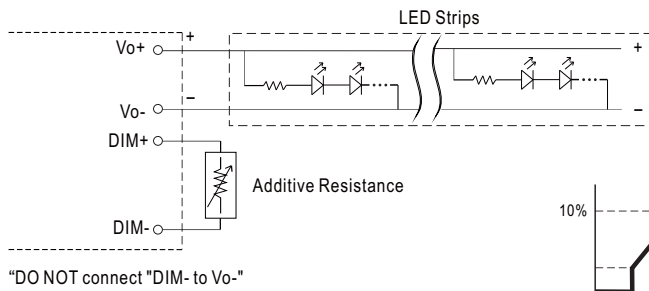 LED Strips
Vo+
+
+
Vo-
−
−
DIM+
Additive Resistance
DIM-
10%
“DO NOT connect "DIM- to Vo-"